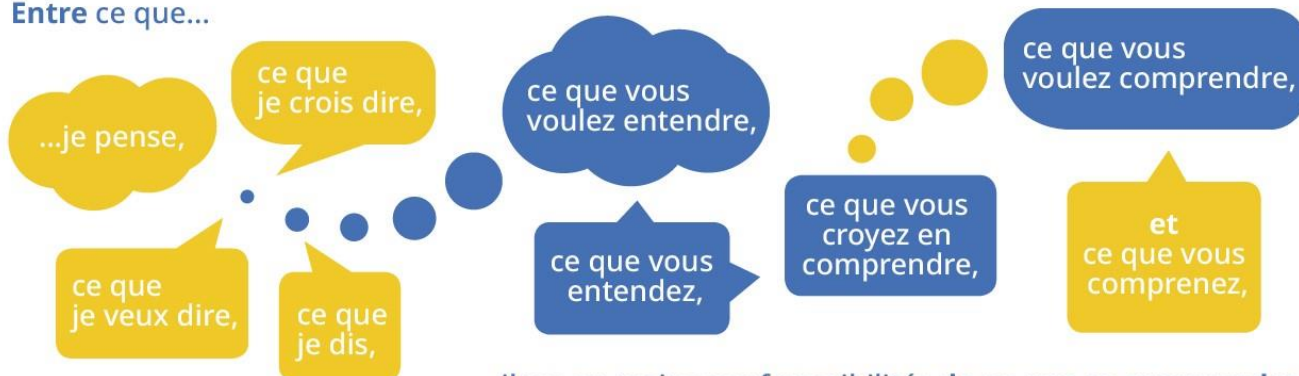 Entre ce que...
...je pense,
ce que
je veux dire,
ce que
je crois dire,
ce que
je dis,
ce que vous
voulez entendre,
ce que vous
entendez,
ce que vous
croyez en
comprendre,
ce que vous
voulez comprendre,
et
ce que vous
comprenez,